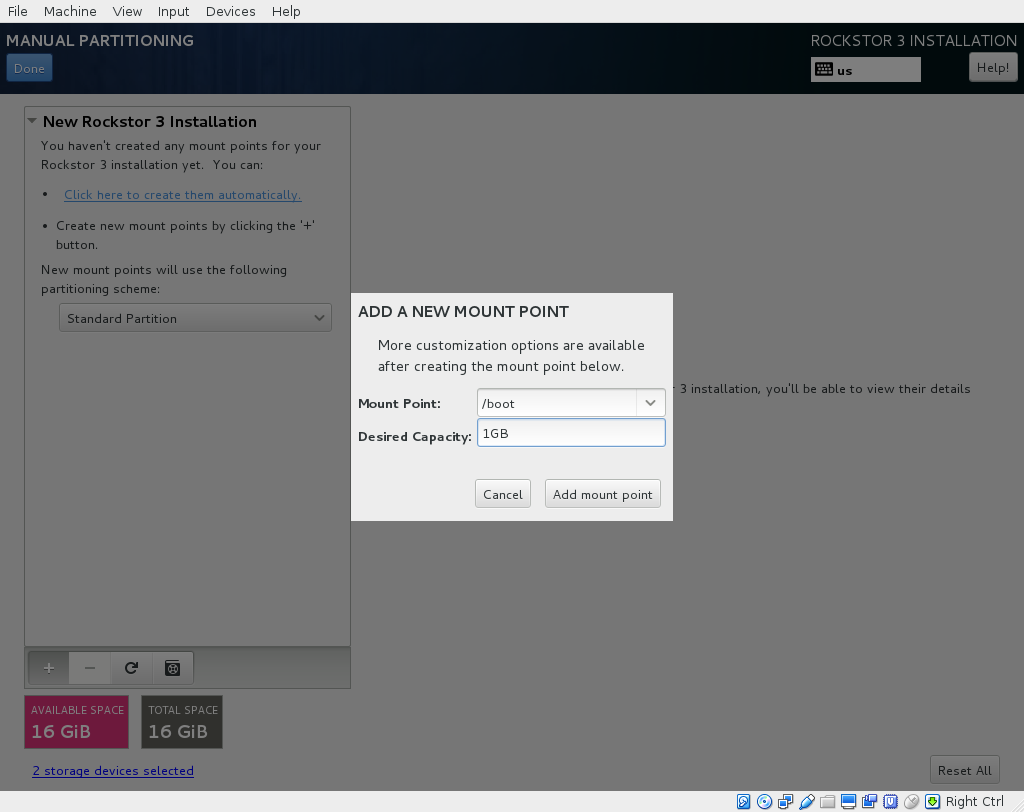 File Machine View Input Devices Help
MANUAL PARTITIONING
ROCKSTOR 3 INSTALLATION
Done
us
Help!
New Rockstor 3 Installation
You haven't created any mount points for your
Rockstor 3 installation yet.  You can:
• Click here to create them automatically.
• Create new mount points by clicking the '+'
button.
New mount points will use the following
partitioning scheme:
Standard Partition
ADD A NEW MOUNT POINT
More customization options are available
after creating the mount point below.
Mount Point: /boot
Desired Capacity: 1GB
Cancel Add mount point
3 installation, you'll be able to view their details
+ −
AVAILABLE SPACE
16 GiB
TOTAL SPACE
16 GiB
2 storage devices selected
Reset All
Right Ctrl